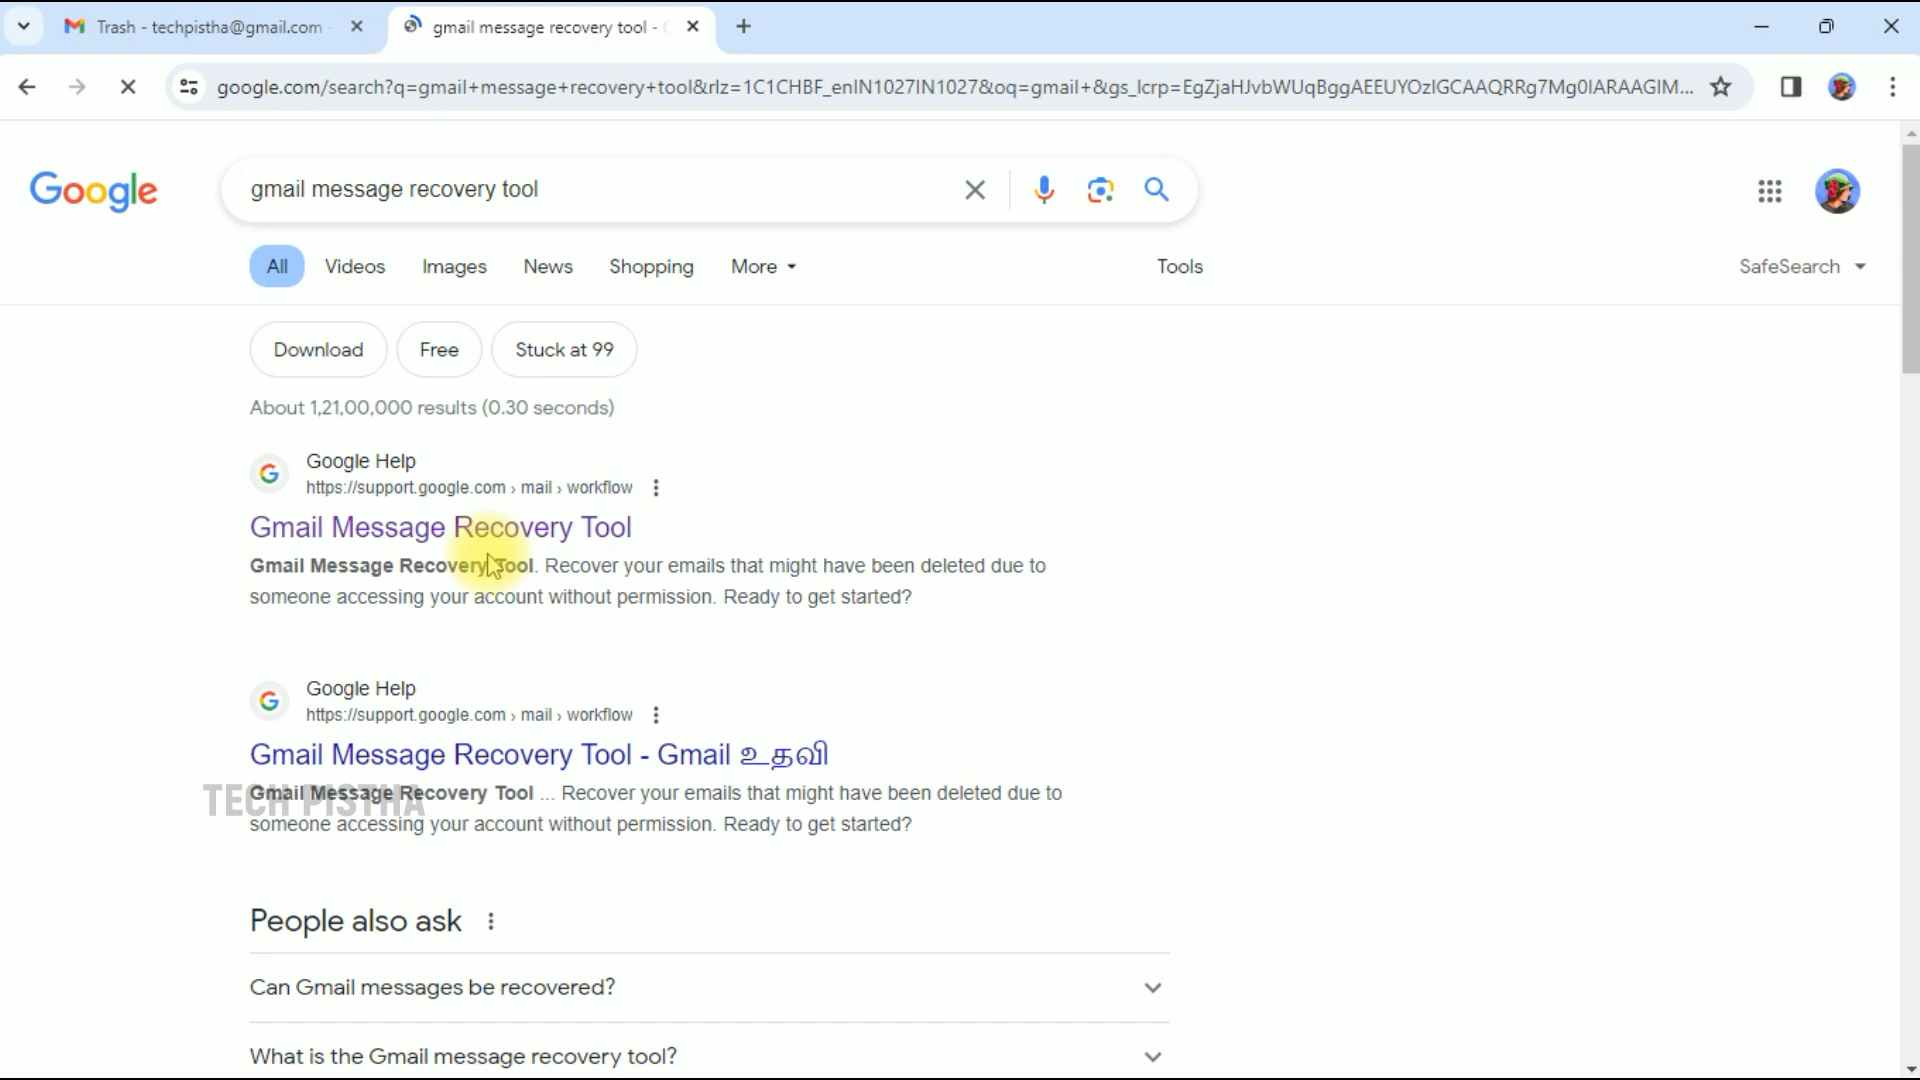 Trash - techpistha@gmail.com
gmail message recovery tool -
google.com/search?q=gmail+message+recovery+tool&rlz=1C1CHBF_enIN1027IN1027&oq=gmail+&gs_lcrp=EgZjaHJvbWUqBggAEEUYOzIGCAAQRRg7Mg0IARAAGIM...
Google
gmail message recovery tool
All
Videos
Images
News
Shopping
More
Tools
SafeSearch
Download
Free
Stuck at 99
About 1,21,00,000 results (0.30 seconds)
Google Help
https://support.google.com › mail › workflow
Gmail Message Recovery Tool
Gmail Message Recovery Tool. Recover your emails that might have been deleted due to
someone accessing your account without permission. Ready to get started?
Google Help
https://support.google.com › mail › workflow
Gmail Message Recovery Tool - Gmail உதவி
Gmail Message Recovery Tool ... Recover your emails that might have been deleted due to
TECH PISTHA
someone accessing your account without permission. Ready to get started?
People also ask
Can Gmail messages be recovered?
What is the Gmail message recovery tool?